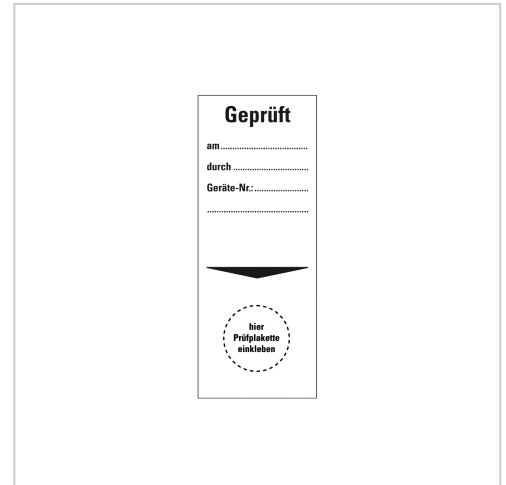 Geprüft
am..................................
durch .............................
Geräte-Nr.:.....................
.......................................
hier
Prüfplakette
einkleben